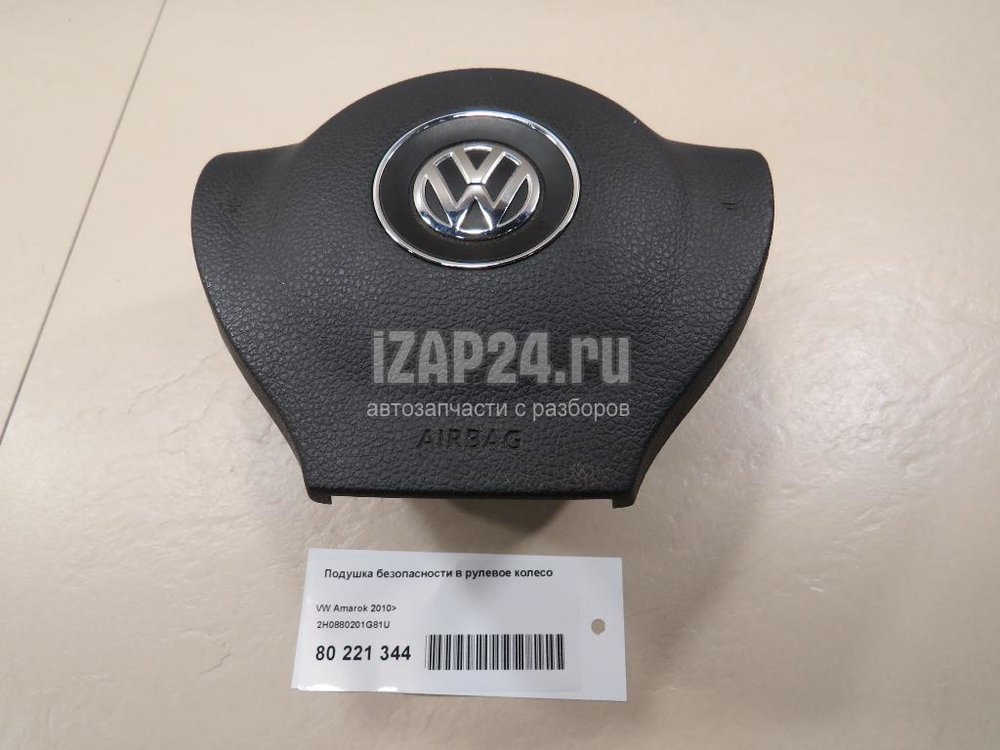 VW
iZAP24.ru
автозапчасти с разборов
AIRBAG
Подушка безопасности в рулевое колесо
VW Amarok 2010>
2H0880201G81U
80 221 344